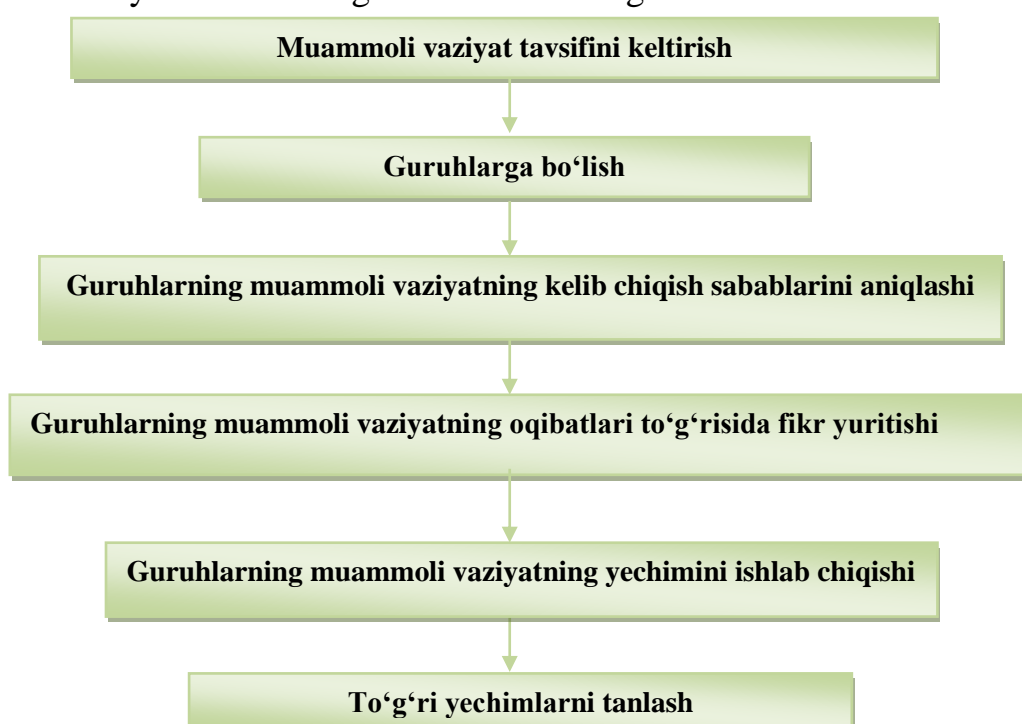 Muammoli vaziyat tavsifini keltirish
Guruhlarga bo‘lish
Guruhlarning muammoli vaziyatning kelib chiqish sabablarini aniqlashi
Guruhlarning muammoli vaziyatning oqibatlari to‘g‘risida fikr yuritishi
Guruhlarning muammoli vaziyatning yechimini ishlab chiqishi
To‘g‘ri yechimlarni tanlash